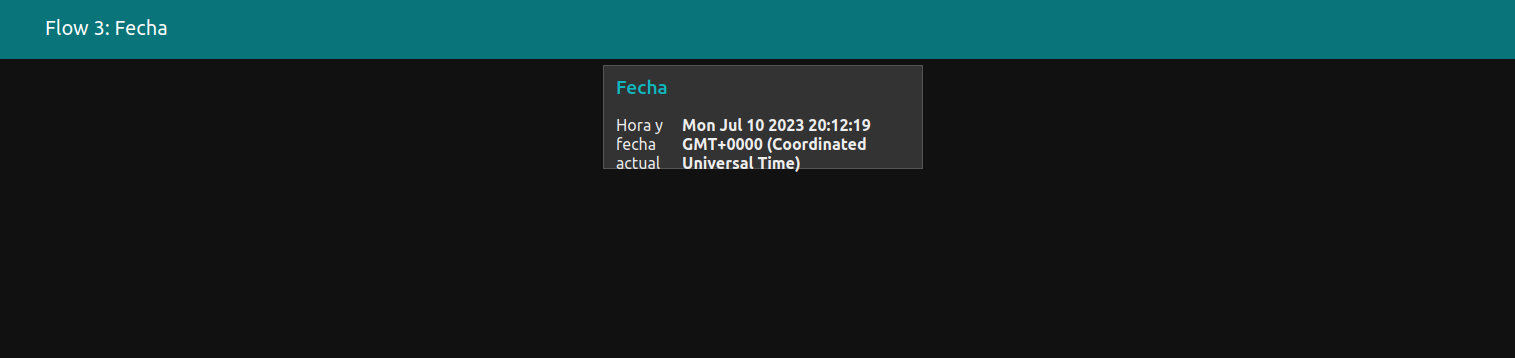 Flow 3: Fecha
Fecha
Hora y fecha actual
Mon Jul 10 2023 20:12:19
GMT+0000 (Coordinated
Universal Time)